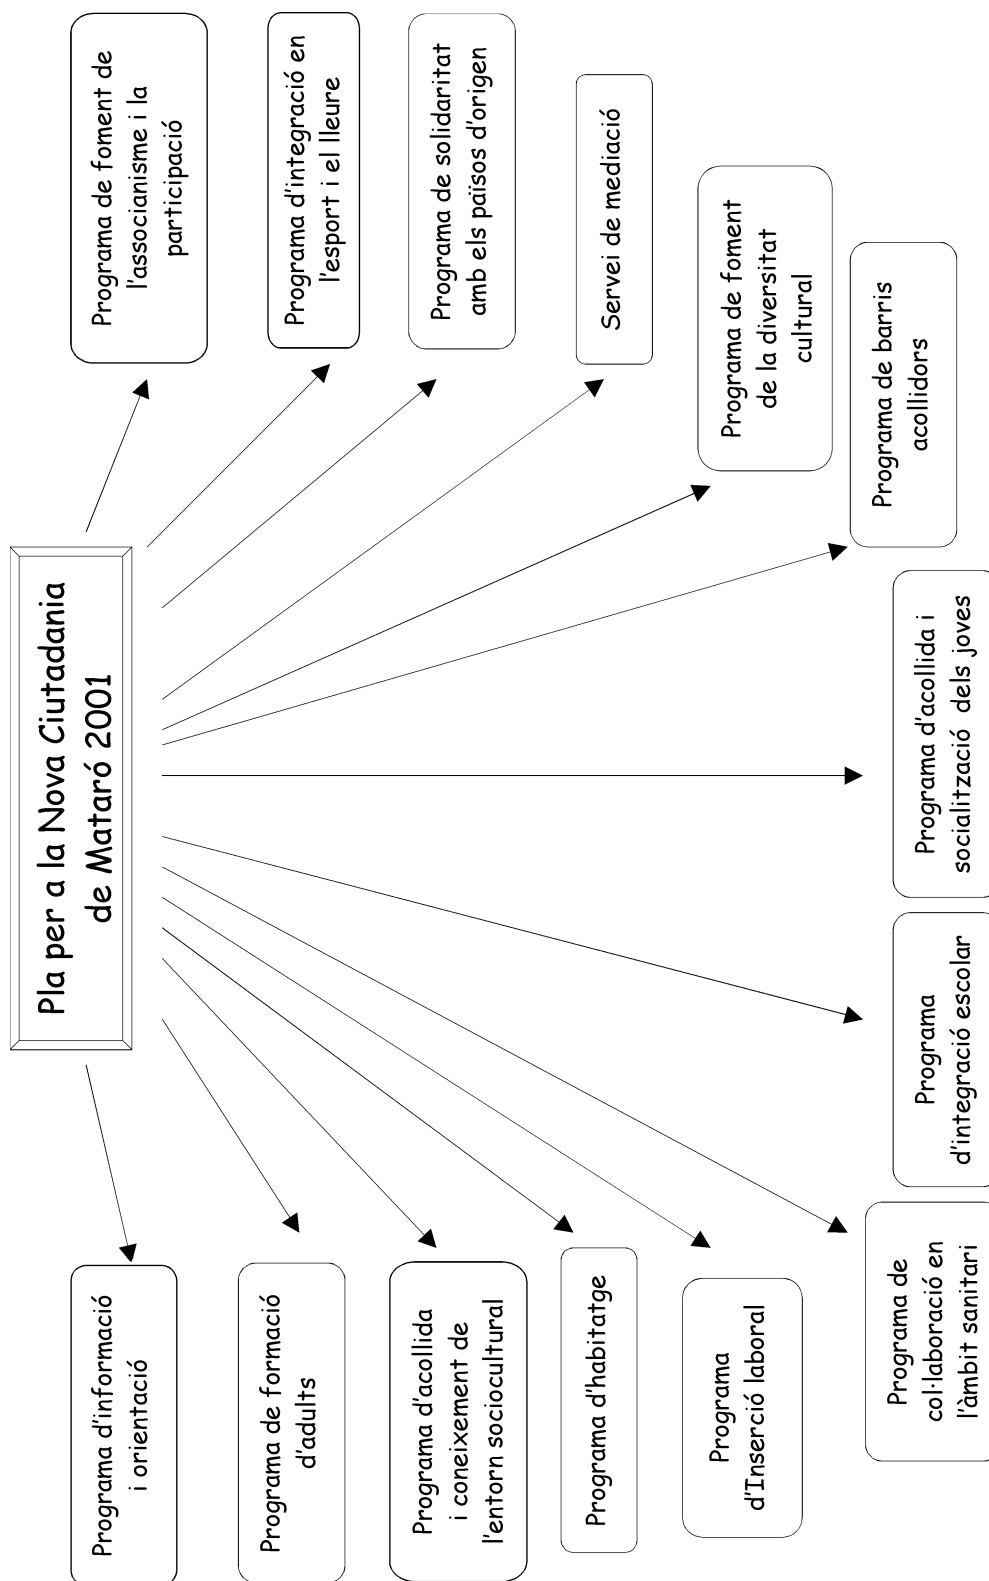 Pla per a la Nova Ciutadania
de Mataró 2001
Programa d'informació
i orientació
Programa de formació
d'adults
Programa d'acollida
i coneixement de
l'entorn sociocultural
Programa d'habitatge
Programa
d'Inserció laboral
Programa de
col·laboració en
l'àmbit sanitari
Programa
d'integració escolar
Programa d'acollida i
socialització dels joves
Programa de barris
acollidors
Programa de foment
de la diversitat
cultural
Servei de mediació
Programa de solidaritat
amb els països d'origen
Programa d'integració en
l'esport i el lleure
Programa de foment de
l'associanisme i la
participació